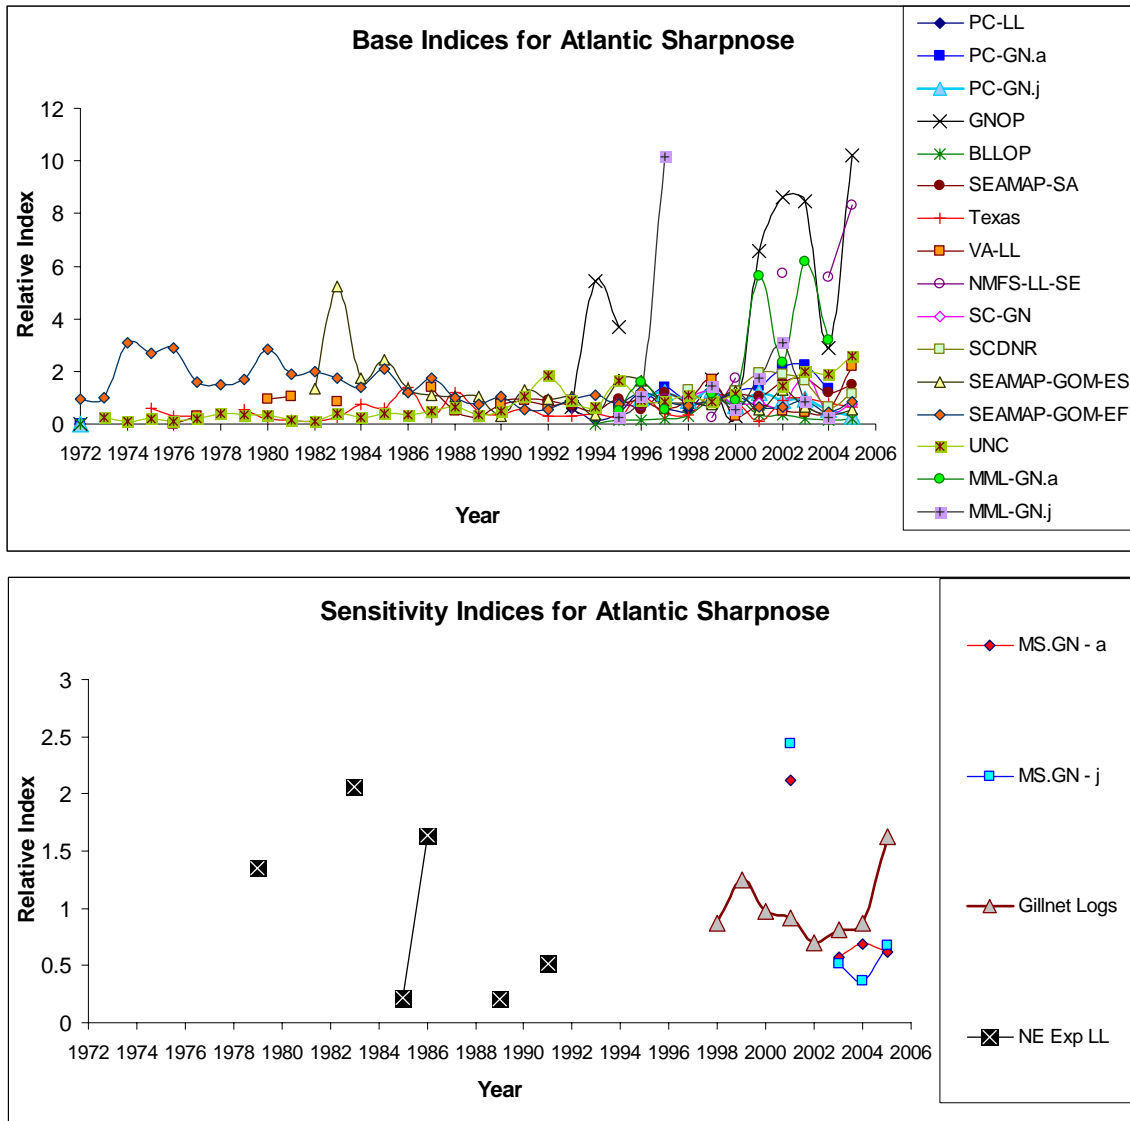 Base Indices for Atlantic Sharpnose
Relative Index
12
10
8
6
4
2
0
1972 1974 1976 1978 1980 1982 1984 1986 1988 1990 1992 1994 1996 1998 2000 2002 2004 2006
Year
PC-LL
PC-GN.a
PC-GN.j
GNOP
BLLOP
SEAMAP-SA
Texas
VA-LL
NMFS-LL-SE
SC-GN
SCDNR
SEAMAP-GOM-ES
SEAMAP-GOM-EF
UNC
MML-GN.a
MML-GN.j
Sensitivity Indices for Atlantic Sharpnose
Relative Index
3
2.5
2
1.5
1
0.5
0
1972 1974 1976 1978 1980 1982 1984 1986 1988 1990 1992 1994 1996 1998 2000 2002 2004 2006
Year
MS.GN - a
MS.GN - j
Gillnet Logs
NE Exp LL